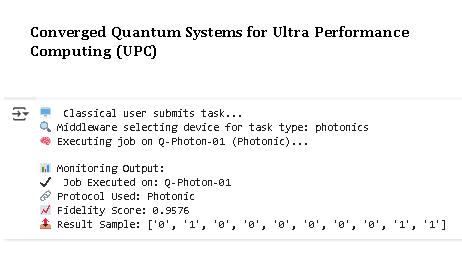 Converged Quantum Systems for Ultra Performance
Computing (UPC)
🖥️ Classical user submits task...
🔍 Middleware selecting device for task type: photonics
🧠 Executing job on Q-Photon-01 (Photonic)...
📊 Monitoring Output:
✔ Job Executed on: Q-Photon-01
🔗 Protocol Used: Photonic
📈 Fidelity Score: 0.9576
📤 Result Sample: ['0', '1', '0', '0', '0', '0', '0', '0', '1', '1']